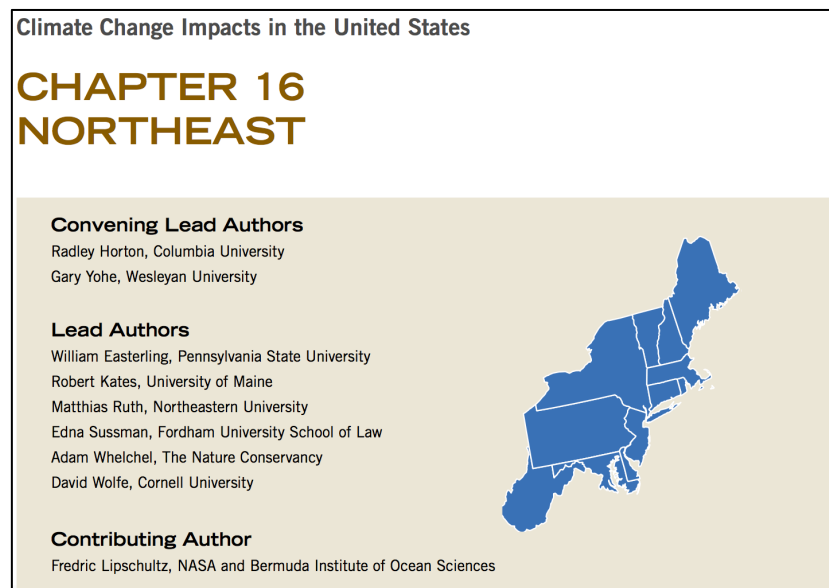 Climate Change Impacts in the United States
CHAPTER 16
NORTHEAST
Convening Lead Authors
Radley Horton, Columbia University
Gary Yohe, Wesleyan University
Lead Authors
William Easterling, Pennsylvania State University
Robert Kates, University of Maine
Matthias Ruth, Northeastern University
Edna Sussman, Fordham University School of Law
Adam Whelchel, The Nature Conservancy
David Wolfe, Cornell University
Contributing Author
Fredric Lipschultz, NASA and Bermuda Institute of Ocean Sciences